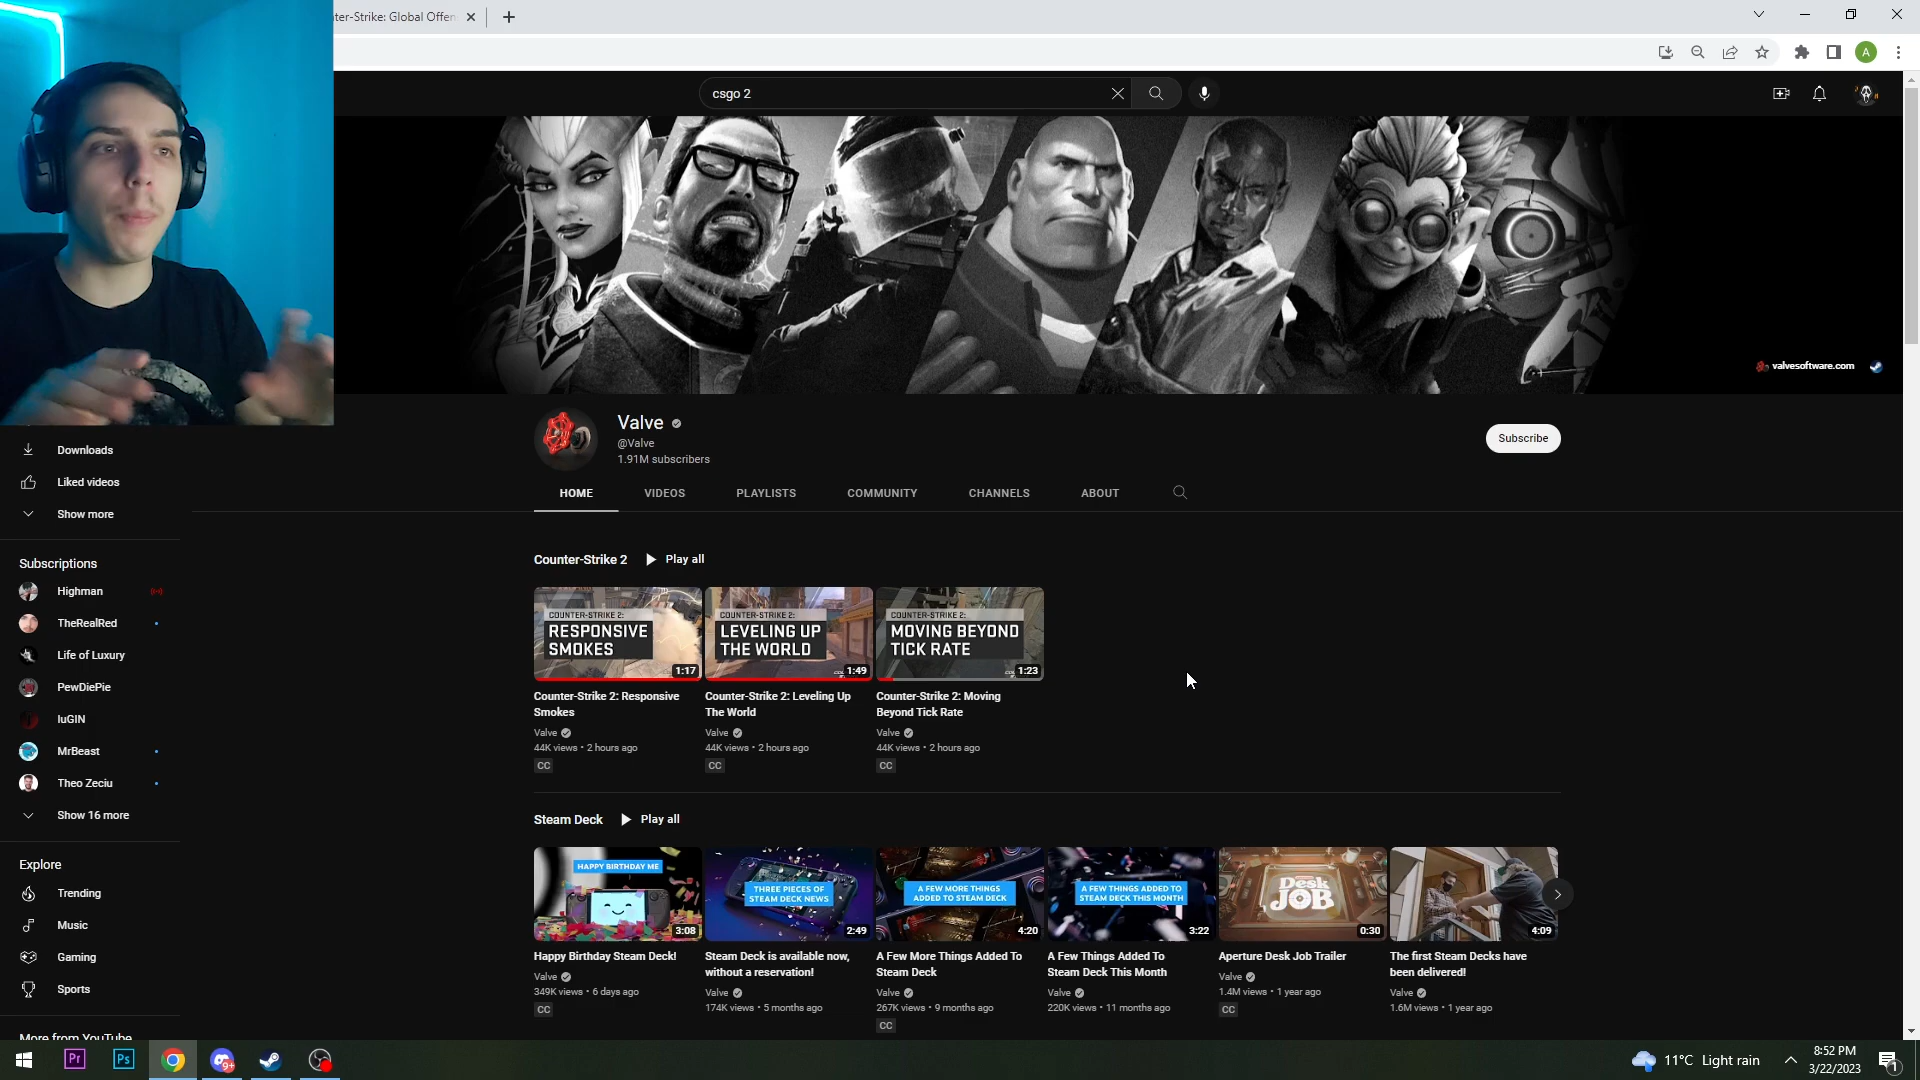 ter-Strike: Global Offen
csgo 2
A
valvesoftware.com
Valve
@Valve
1.91M subscribers
Subscribe
HOME
VIDEOS
PLAYLISTS
COMMUNITY
CHANNELS
ABOUT
Downloads
Liked videos
Show more
Subscriptions
Highman
TheRealRed
Life of Luxury
PewDiePie
IuGIN
MrBeast
Theo Zeciu
Show 16 more
Explore
Trending
Music
Gaming
Sports
More from YouTube
Counter-Strike 2
Play all
COUNTER-STRIKE 2:
RESPONSIVE
SMOKES
1:17
Counter-Strike 2: Responsive
Smokes
Valve
44K views • 2 hours ago
CC
COUNTER-STRIKE 2:
LEVELING UP
THE WORLD
1:49
Counter-Strike 2: Leveling Up
The World
Valve
44K views • 2 hours ago
CC
COUNTER-STRIKE 2:
MOVING BEYOND
TICK RATE
1:23
Counter-Strike 2: Moving
Beyond Tick Rate
Valve
44K views • 2 hours ago
CC
Steam Deck
Play all
HAPPY BIRTHDAY ME
3:08
Happy Birthday Steam Deck!
Valve
349K views • 6 days ago
CC
THREE PIECES OF
STEAM DECK NEWS
2:49
Steam Deck is available now,
without a reservation!
Valve
174K views • 5 months ago
A FEW MORE THINGS
ADDED TO STEAM DECK
4:20
A Few More Things Added To
Steam Deck
Valve
267K views • 9 months ago
CC
A FEW THINGS ADDED TO
STEAM DECK THIS MONTH
3:22
A Few Things Added To
Steam Deck This Month
Valve
220K views • 11 months ago
Desk
JOB
0:30
Aperture Desk Job Trailer
Valve
1.4M views • 1 year ago
CC
4:09
The first Steam Decks have
been delivered!
Valve
1.6M views • 1 year ago
Pr
Ps
9+
11°C Light rain
8:52 PM
3/22/2023
1